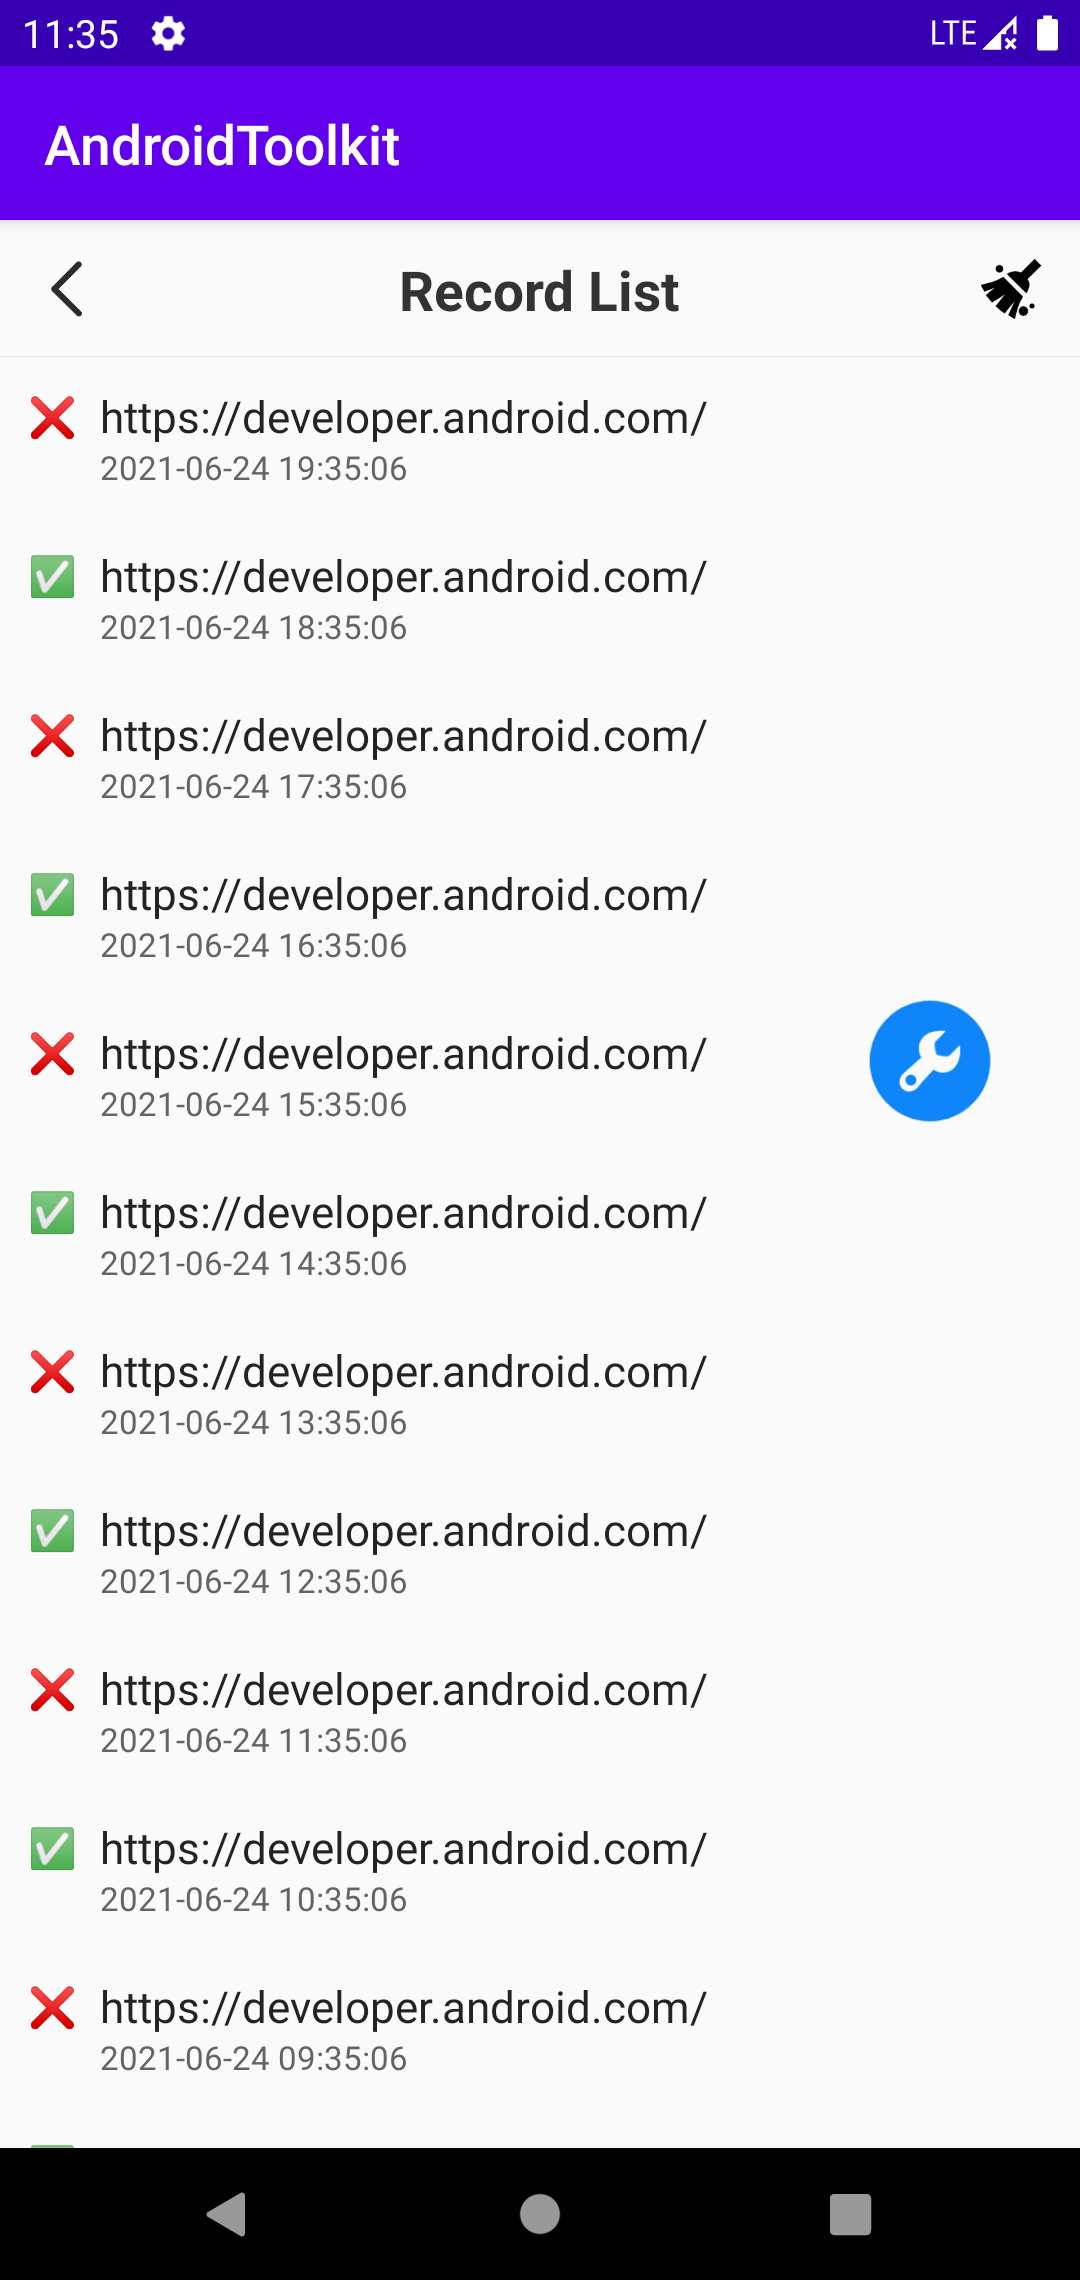 11:35
LTE
AndroidToolkit
Record List
https://developer.android.com/
2021-06-24 19:35:06
https://developer.android.com/
2021-06-24 18:35:06
https://developer.android.com/
2021-06-24 17:35:06
https://developer.android.com/
2021-06-24 16:35:06
https://developer.android.com/
2021-06-24 15:35:06
https://developer.android.com/
2021-06-24 14:35:06
https://developer.android.com/
2021-06-24 13:35:06
https://developer.android.com/
2021-06-24 12:35:06
https://developer.android.com/
2021-06-24 11:35:06
https://developer.android.com/
2021-06-24 10:35:06
https://developer.android.com/
2021-06-24 09:35:06